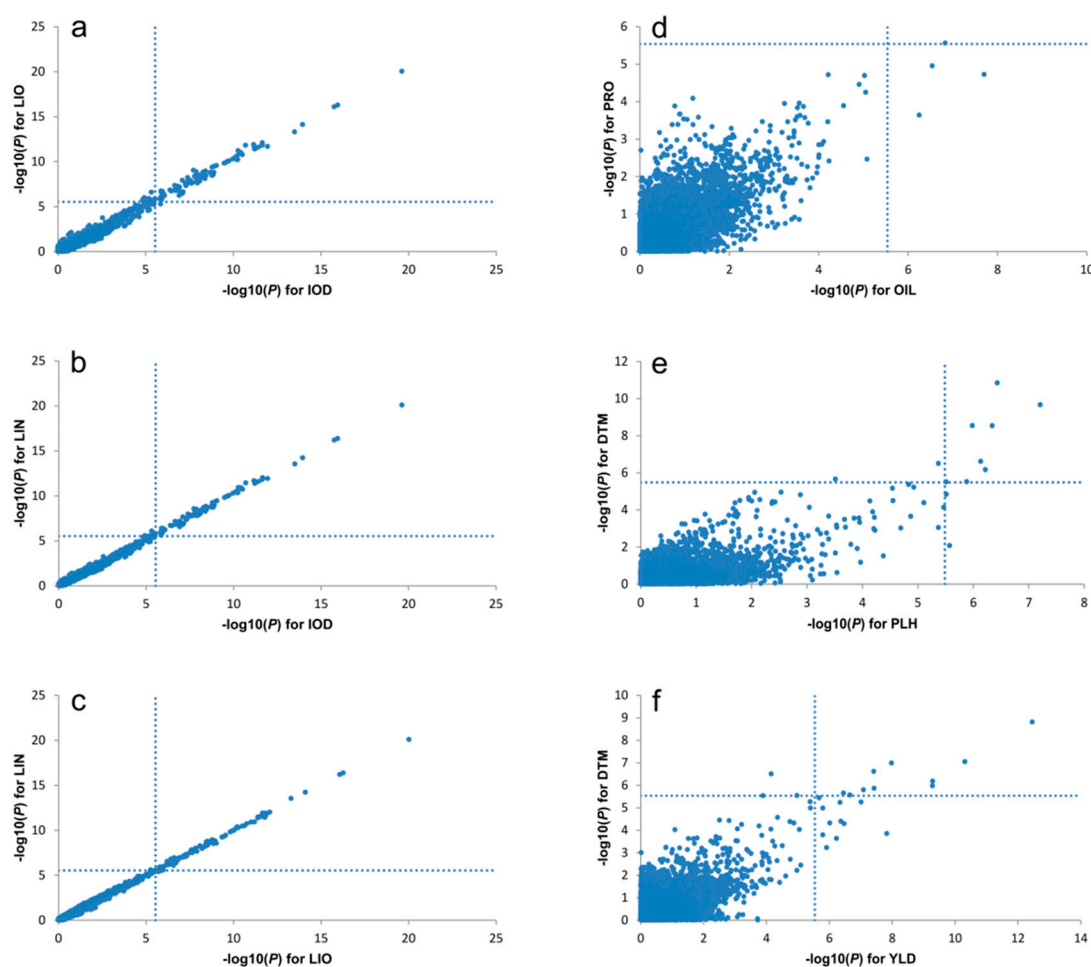 a
25
20
15
10
5
0
-log10(P) for LIO
0 5 10 15 20 25
-log10(P) for IOD
d
6
5
4
3
2
1
0
-log10(P) for PRO
0 2 4 6 8 10
-log10(P) for OIL
b
25
20
15
10
5
0
-log10(P) for LIN
0 5 10 15 20 25
-log10(P) for IOD
e
12
10
8
6
4
2
0
-log10(P) for DTM
0 1 2 3 4 5 6 7 8
-log10(P) for PLH
c
25
20
15
10
5
0
-log10(P) for LIN
0 5 10 15 20 25
-log10(P) for LIO
f
10
9
8
7
6
5
4
3
2
1
0
-log10(P) for DTM
0 2 4 6 8 10 12 14
-log10(P) for YLD